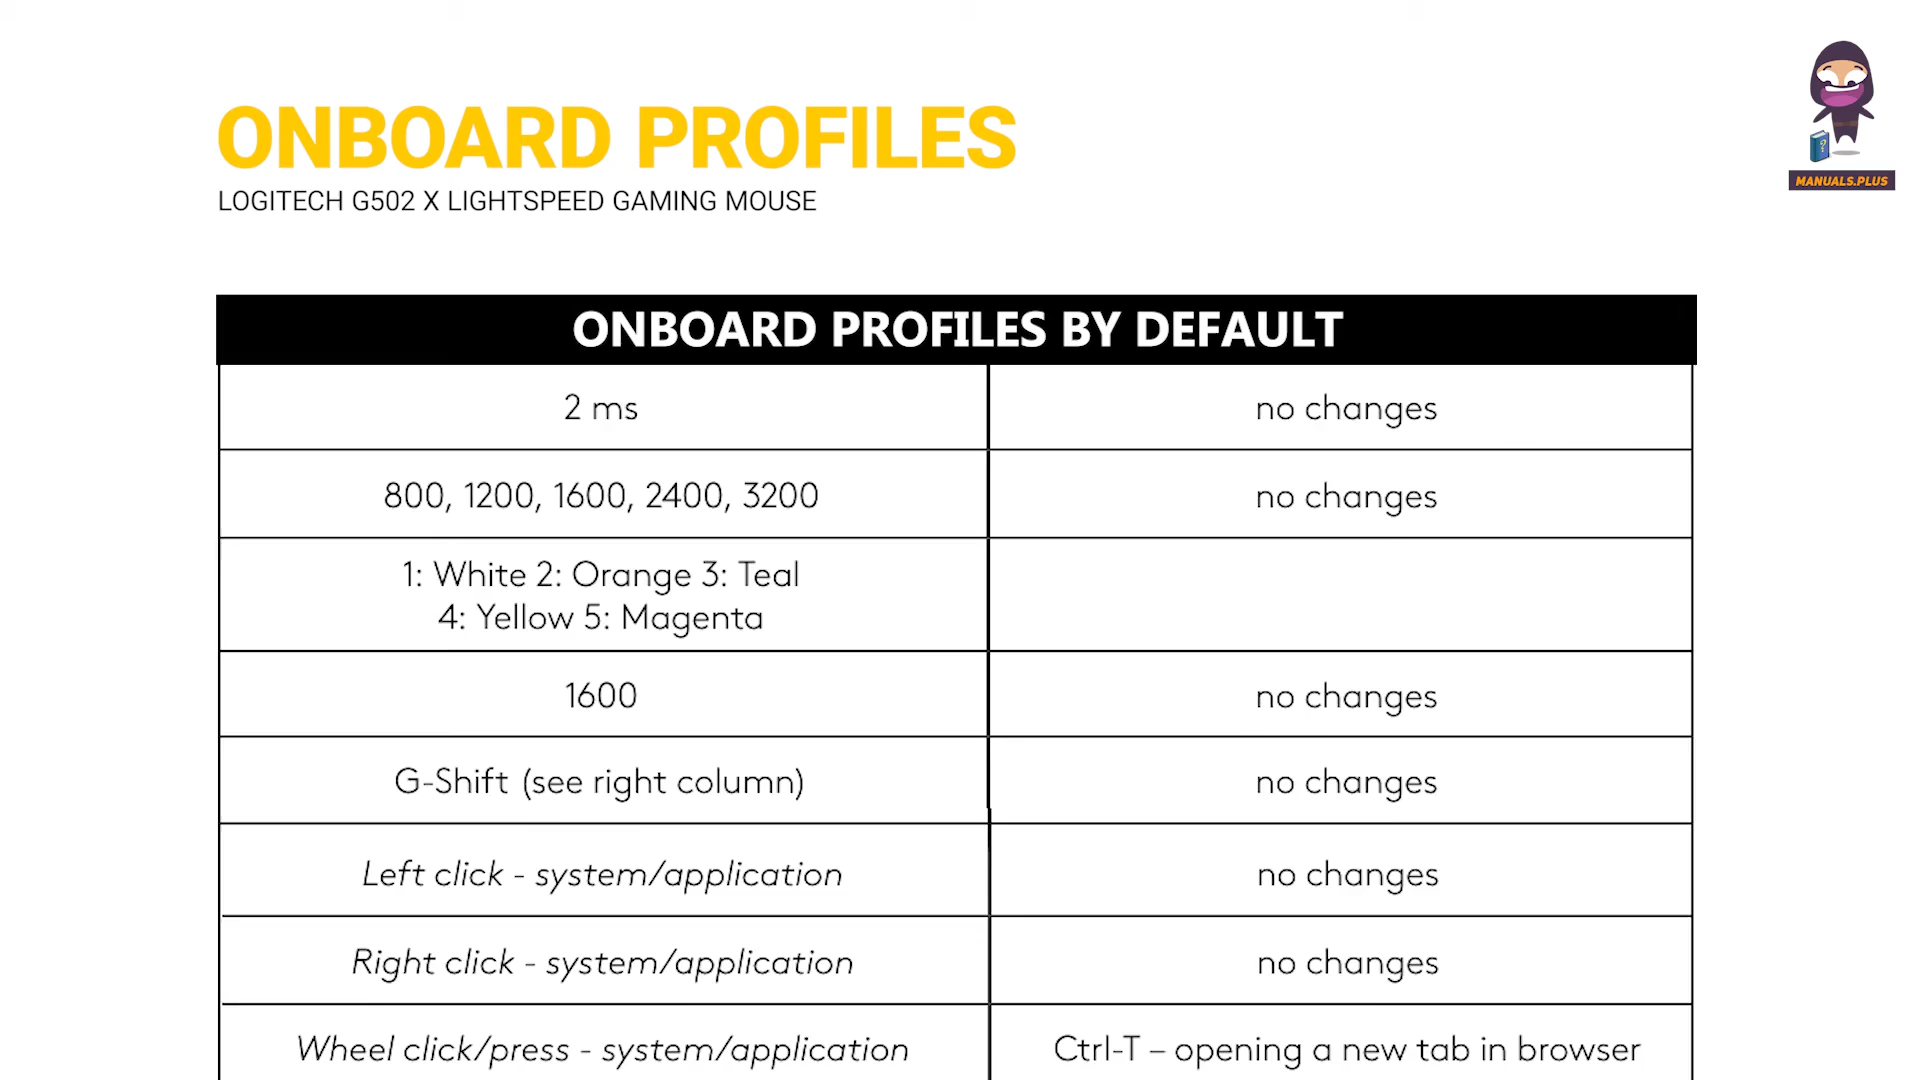 MANUALS.PLUS
ONBOARD PROFILES
LOGITECH G502 X LIGHTSPEED GAMING MOUSE
ONBOARD PROFILES BY DEFAULT
2 ms no changes
800, 1200, 1600, 2400, 3200 no changes
1: White 2: Orange 3: Teal
4: Yellow 5: Magenta
1600 no changes
G-Shift (see right column) no changes
Left click - system/application no changes
Right click - system/application no changes
Wheel click/press - system/application Ctrl-T – opening a new tab in browser